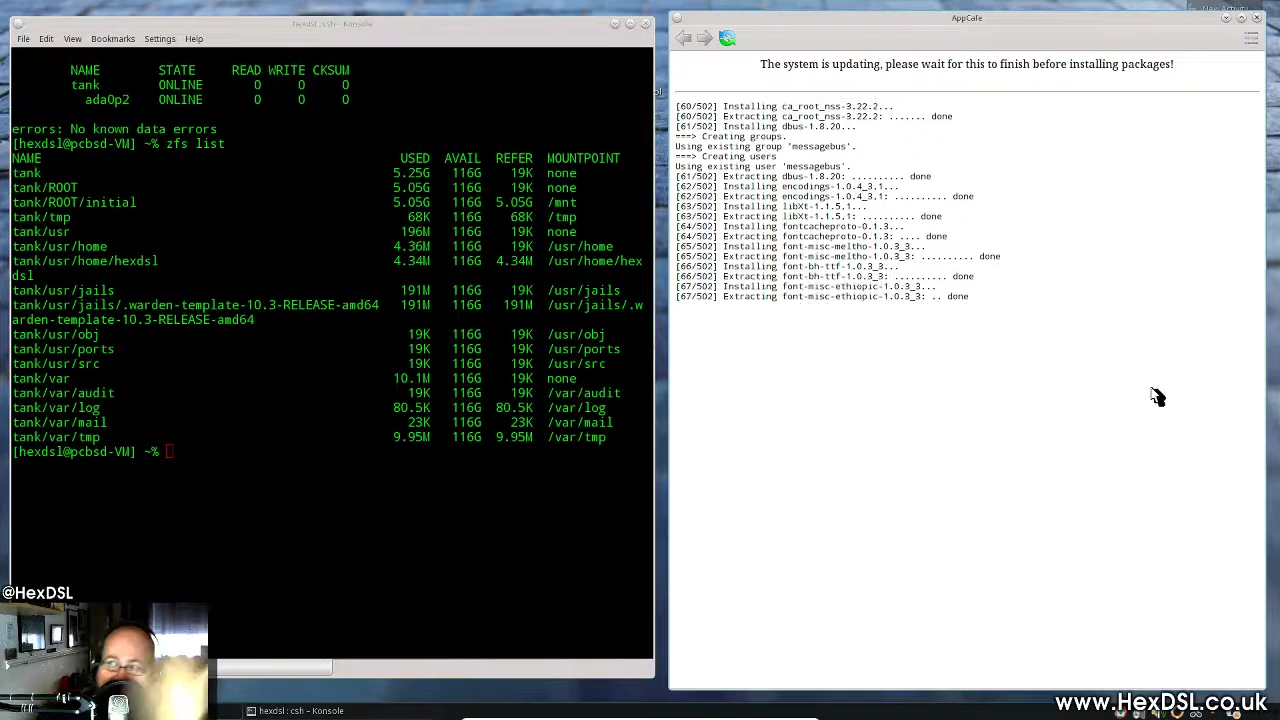 hexdsl : csh – Konsole
File Edit View Bookmarks Settings Help
NAME STATE READ WRITE CKSUM
tank ONLINE 0 0 0
ada0p2 ONLINE 0 0 0
errors: No known data errors
[hexdsl@pcbsd-VM] ~% zfs list
NAME USED AVAIL REFER MOUNTPOINT
tank 5.25G 116G 19K none
tank/ROOT 5.05G 116G 19K none
tank/ROOT/initial 5.05G 116G 5.05G /mnt
tank/tmp 68K 116G 68K /tmp
tank/usr 196M 116G 19K none
tank/usr/home 4.36M 116G 19K /usr/home
tank/usr/home/hexdsl 4.34M 116G 4.34M /usr/home/hex
dsl
tank/usr/jails 191M 116G 19K /usr/jails
tank/usr/jails/.warden-template-10.3-RELEASE-amd64 191M 116G 191M /usr/jails/.w
arden-template-10.3-RELEASE-amd64
tank/usr/obj 19K 116G 19K /usr/obj
tank/usr/ports 19K 116G 19K /usr/ports
tank/usr/src 19K 116G 19K /usr/src
tank/var 10.1M 116G 19K none
tank/var/audit 19K 116G 19K /var/audit
tank/var/log 80.5K 116G 80.5K /var/log
tank/var/mail 23K 116G 23K /var/mail
tank/var/tmp 9.95M 116G 9.95M /var/tmp
[hexdsl@pcbsd-VM] ~%
New Activity
AppCafe
The system is updating, please wait for this to finish before installing packages!
[60/502] Installing ca_root_nss-3.22.2...
[60/502] Extracting ca_root_nss-3.22.2: ....... done
[61/502] Installing dbus-1.8.20...
===> Creating groups.
Using existing group 'messagebus'.
===> Creating users
Using existing user 'messagebus'.
[61/502] Extracting dbus-1.8.20: .......... done
[62/502] Installing encodings-1.0.4_3,1...
[62/502] Extracting encodings-1.0.4_3,1: .......... done
[63/502] Installing libXt-1.1.5,1...
[63/502] Extracting libXt-1.1.5,1: .......... done
[64/502] Installing fontcacheproto-0.1.3...
[64/502] Extracting fontcacheproto-0.1.3: .... done
[65/502] Installing font-misc-meltho-1.0.3_3...
[65/502] Extracting font-misc-meltho-1.0.3_3: .......... done
[66/502] Installing font-bh-ttf-1.0.3_3...
[66/502] Extracting font-bh-ttf-1.0.3_3: .......... done
[67/502] Installing font-misc-ethiopic-1.0.3_3...
[67/502] Extracting font-misc-ethiopic-1.0.3_3: .. done
@HexDSL
hexdsl : csh – Konsole
www.HexDSL.co.uk